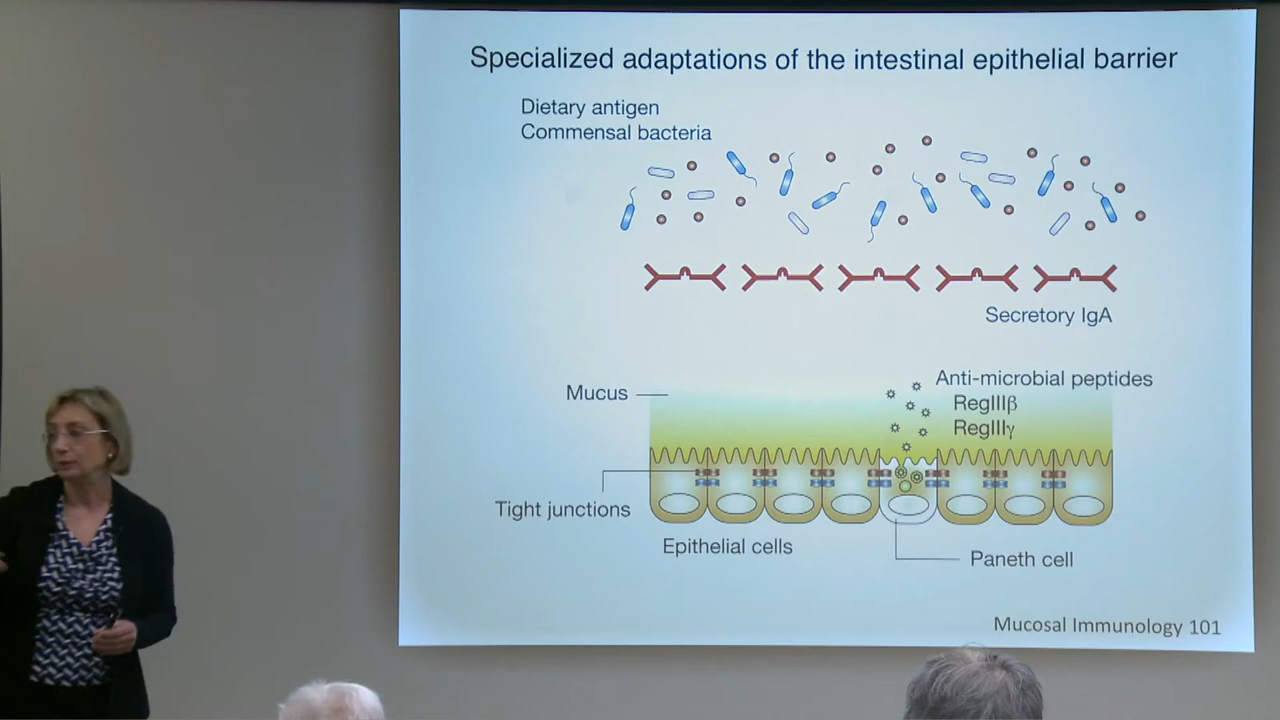 Specialized adaptations of the intestinal epithelial barrier
Dietary antigen
Commensal bacteria
Secretory IgA
Mucus
Anti-microbial peptides
RegIIIβ
RegIIIγ
Tight junctions
Epithelial cells
Paneth cell
Mucosal Immunology 101